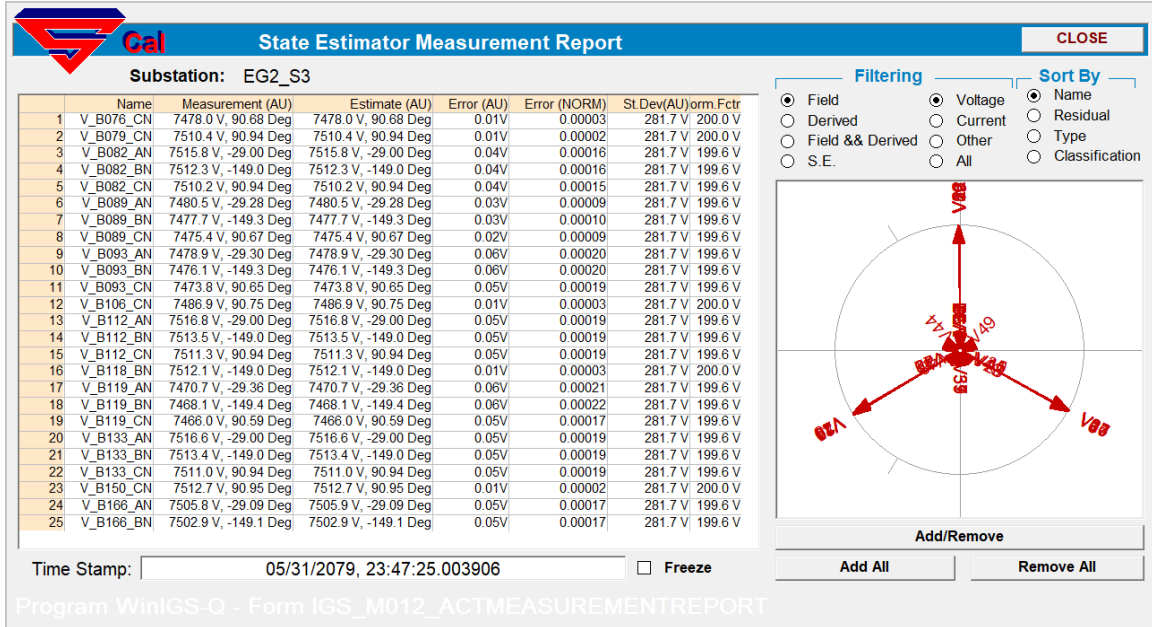 Cal
State Estimator Measurement Report
CLOSE
Substation: EG2_S3
Name Measurement (AU) Estimate (AU) Error (AU) Error (NORM) St.Dev(AU) orm.Fctr
1 V_B076_CN 7478.0 V, 90.68 Deg 7478.0 V, 90.68 Deg 0.01V 0.00003 281.7 V 200.0 V
2 V_B079_CN 7510.4 V, 90.94 Deg 7510.4 V, 90.94 Deg 0.01V 0.00002 281.7 V 200.0 V
3 V_B082_AN 7515.8 V, -29.00 Deg 7515.8 V, -29.00 Deg 0.04V 0.00016 281.7 V 199.6 V
4 V_B082_BN 7512.3 V, -149.0 Deg 7512.3 V, -149.0 Deg 0.04V 0.00016 281.7 V 199.6 V
5 V_B082_CN 7510.2 V, 90.94 Deg 7510.2 V, 90.94 Deg 0.04V 0.00015 281.7 V 199.6 V
6 V_B089_AN 7480.5 V, -29.28 Deg 7480.5 V, -29.28 Deg 0.03V 0.00009 281.7 V 199.6 V
7 V_B089_BN 7477.7 V, -149.3 Deg 7477.7 V, -149.3 Deg 0.03V 0.00010 281.7 V 199.6 V
8 V_B089_CN 7475.4 V, 90.67 Deg 7475.4 V, 90.67 Deg 0.02V 0.00009 281.7 V 199.6 V
9 V_B093_AN 7478.9 V, -29.30 Deg 7478.9 V, -29.30 Deg 0.06V 0.00020 281.7 V 199.6 V
10 V_B093_BN 7476.1 V, -149.3 Deg 7476.1 V, -149.3 Deg 0.06V 0.00020 281.7 V 199.6 V
11 V_B093_CN 7473.8 V, 90.65 Deg 7473.8 V, 90.65 Deg 0.05V 0.00019 281.7 V 199.6 V
12 V_B106_CN 7486.9 V, 90.75 Deg 7486.9 V, 90.75 Deg 0.01V 0.00003 281.7 V 200.0 V
13 V_B112_AN 7516.8 V, -29.00 Deg 7516.8 V, -29.00 Deg 0.05V 0.00019 281.7 V 199.6 V
14 V_B112_BN 7513.5 V, -149.0 Deg 7513.5 V, -149.0 Deg 0.05V 0.00019 281.7 V 199.6 V
15 V_B112_CN 7511.3 V, 90.94 Deg 7511.3 V, 90.94 Deg 0.05V 0.00019 281.7 V 199.6 V
16 V_B118_BN 7512.1 V, -149.0 Deg 7512.1 V, -149.0 Deg 0.01V 0.00003 281.7 V 200.0 V
17 V_B119_AN 7470.7 V, -29.36 Deg 7470.7 V, -29.36 Deg 0.06V 0.00021 281.7 V 199.6 V
18 V_B119_BN 7468.1 V, -149.4 Deg 7468.1 V, -149.4 Deg 0.06V 0.00022 281.7 V 199.6 V
19 V_B119_CN 7466.0 V, 90.59 Deg 7466.0 V, 90.59 Deg 0.05V 0.00017 281.7 V 199.6 V
20 V_B133_AN 7516.6 V, -29.00 Deg 7516.6 V, -29.00 Deg 0.05V 0.00019 281.7 V 199.6 V
21 V_B133_BN 7513.4 V, -149.0 Deg 7513.4 V, -149.0 Deg 0.05V 0.00019 281.7 V 199.6 V
22 V_B133_CN 7511.0 V, 90.94 Deg 7511.0 V, 90.94 Deg 0.05V 0.00019 281.7 V 199.6 V
23 V_B150_CN 7512.7 V, 90.95 Deg 7512.7 V, 90.95 Deg 0.01V 0.00002 281.7 V 200.0 V
24 V_B166_AN 7505.8 V, -29.09 Deg 7505.9 V, -29.09 Deg 0.05V 0.00017 281.7 V 199.6 V
25 V_B166_BN 7502.9 V, -149.1 Deg 7502.9 V, -149.1 Deg 0.05V 0.00017 281.7 V 199.6 V
Filtering Sort By
Field Voltage Name
Derived Current Residual
Field && Derived Other Type
S.E. All Classification
V44 V49
Add/Remove
Add All Remove All
Time Stamp: 05/31/2079, 23:47:25.003906 Freeze
Program WinIGS-Q - Form IGS_M012_ACTMEASUREMENTREPORT